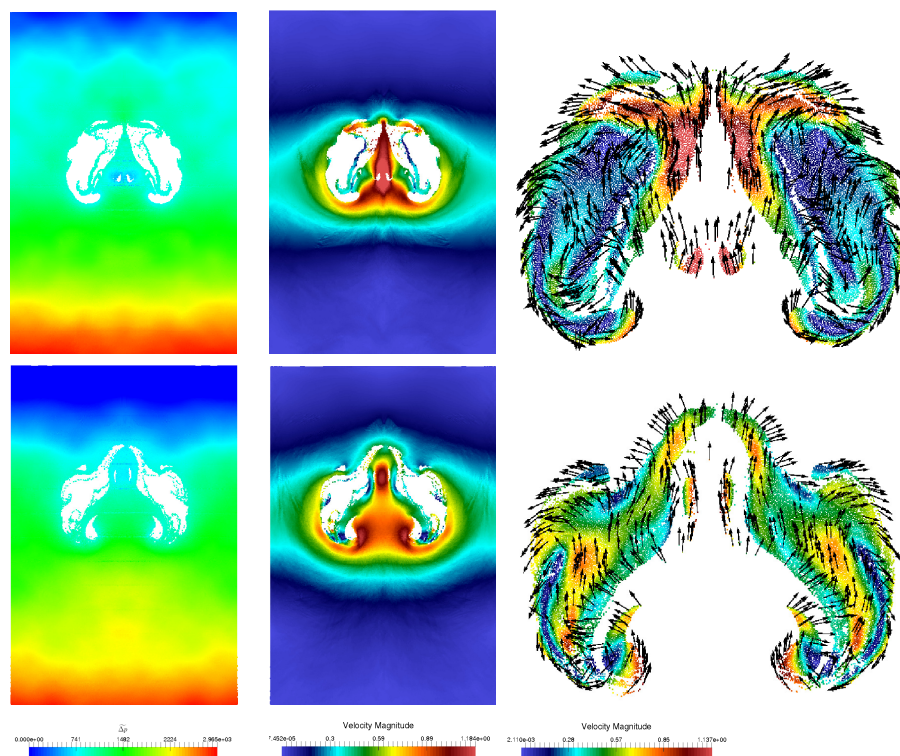 Δ̃p
0.000e+00 741 1482 2224 2.965e+03
Velocity Magnitude
7.452e-05 0.3 0.59 0.89 1.184e+00
Velocity Magnitude
2.110e-03 0.28 0.57 0.85 1.137e+00